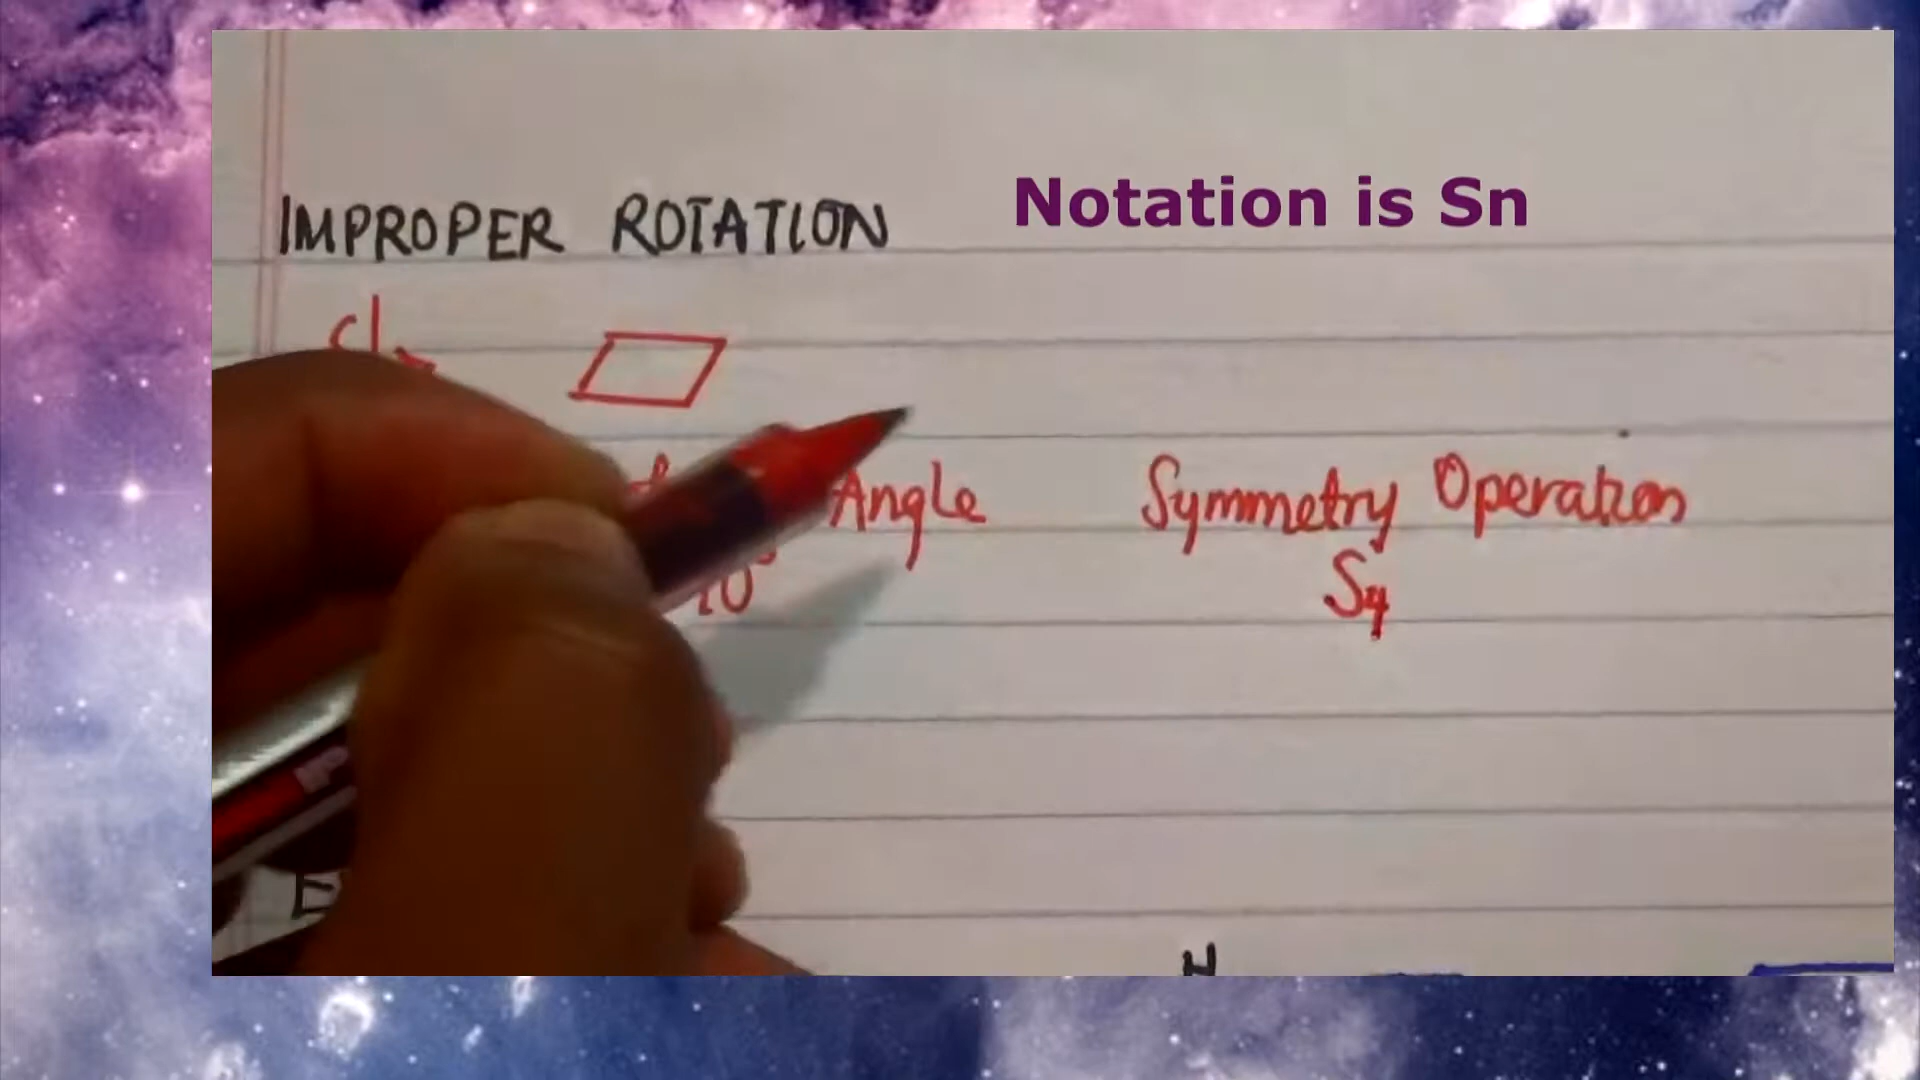 IMPROPER ROTATION
Notation is Sn
Angle
Symmetry Operation
S4
H